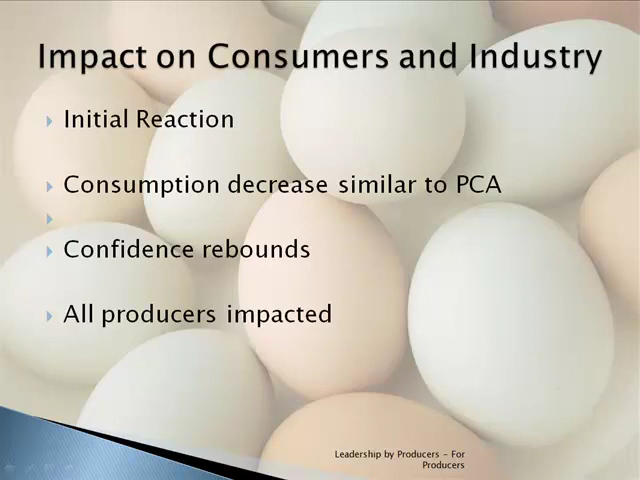 Impact on Consumers and Industry
Initial Reaction
Consumption decrease similar to PCA
Confidence rebounds
All producers impacted
Leadership by Producers - For
Producers